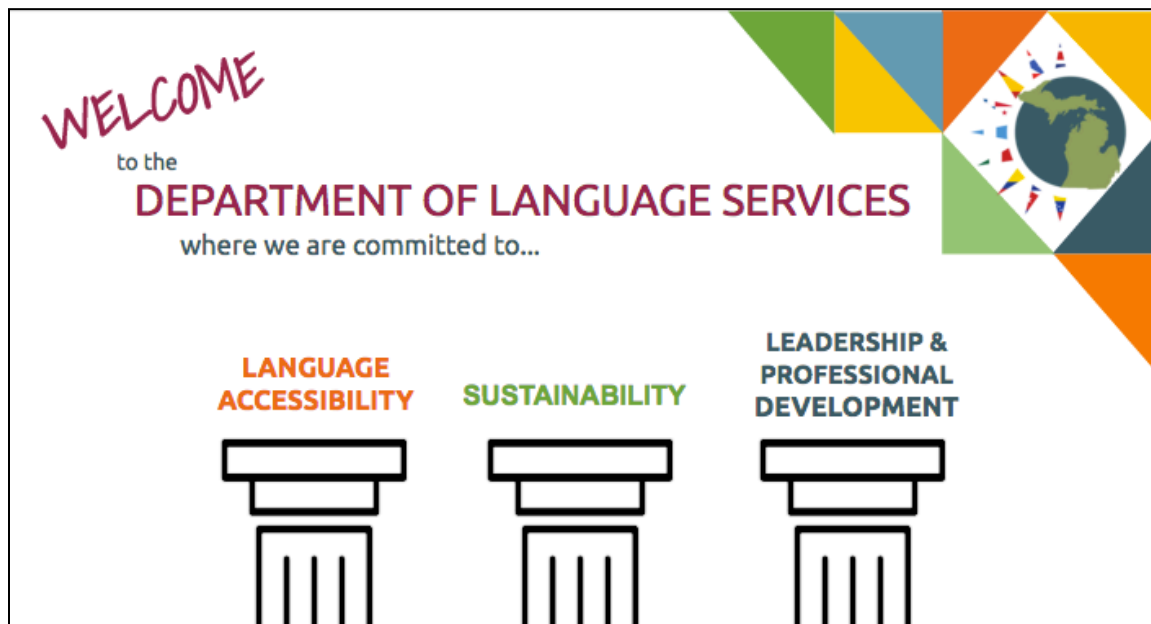 WELCOME
to the
DEPARTMENT OF LANGUAGE SERVICES
where we are committed to...
LANGUAGE
ACCESSIBILITY
SUSTAINABILITY
LEADERSHIP &
PROFESSIONAL
DEVELOPMENT